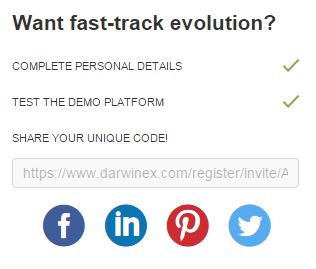 Want fast-track evolution?
COMPLETE PERSONAL DETAILS
TEST THE DEMO PLATFORM
SHARE YOUR UNIQUE CODE!
https://www.darwinex.com/register/invite/A
f
in